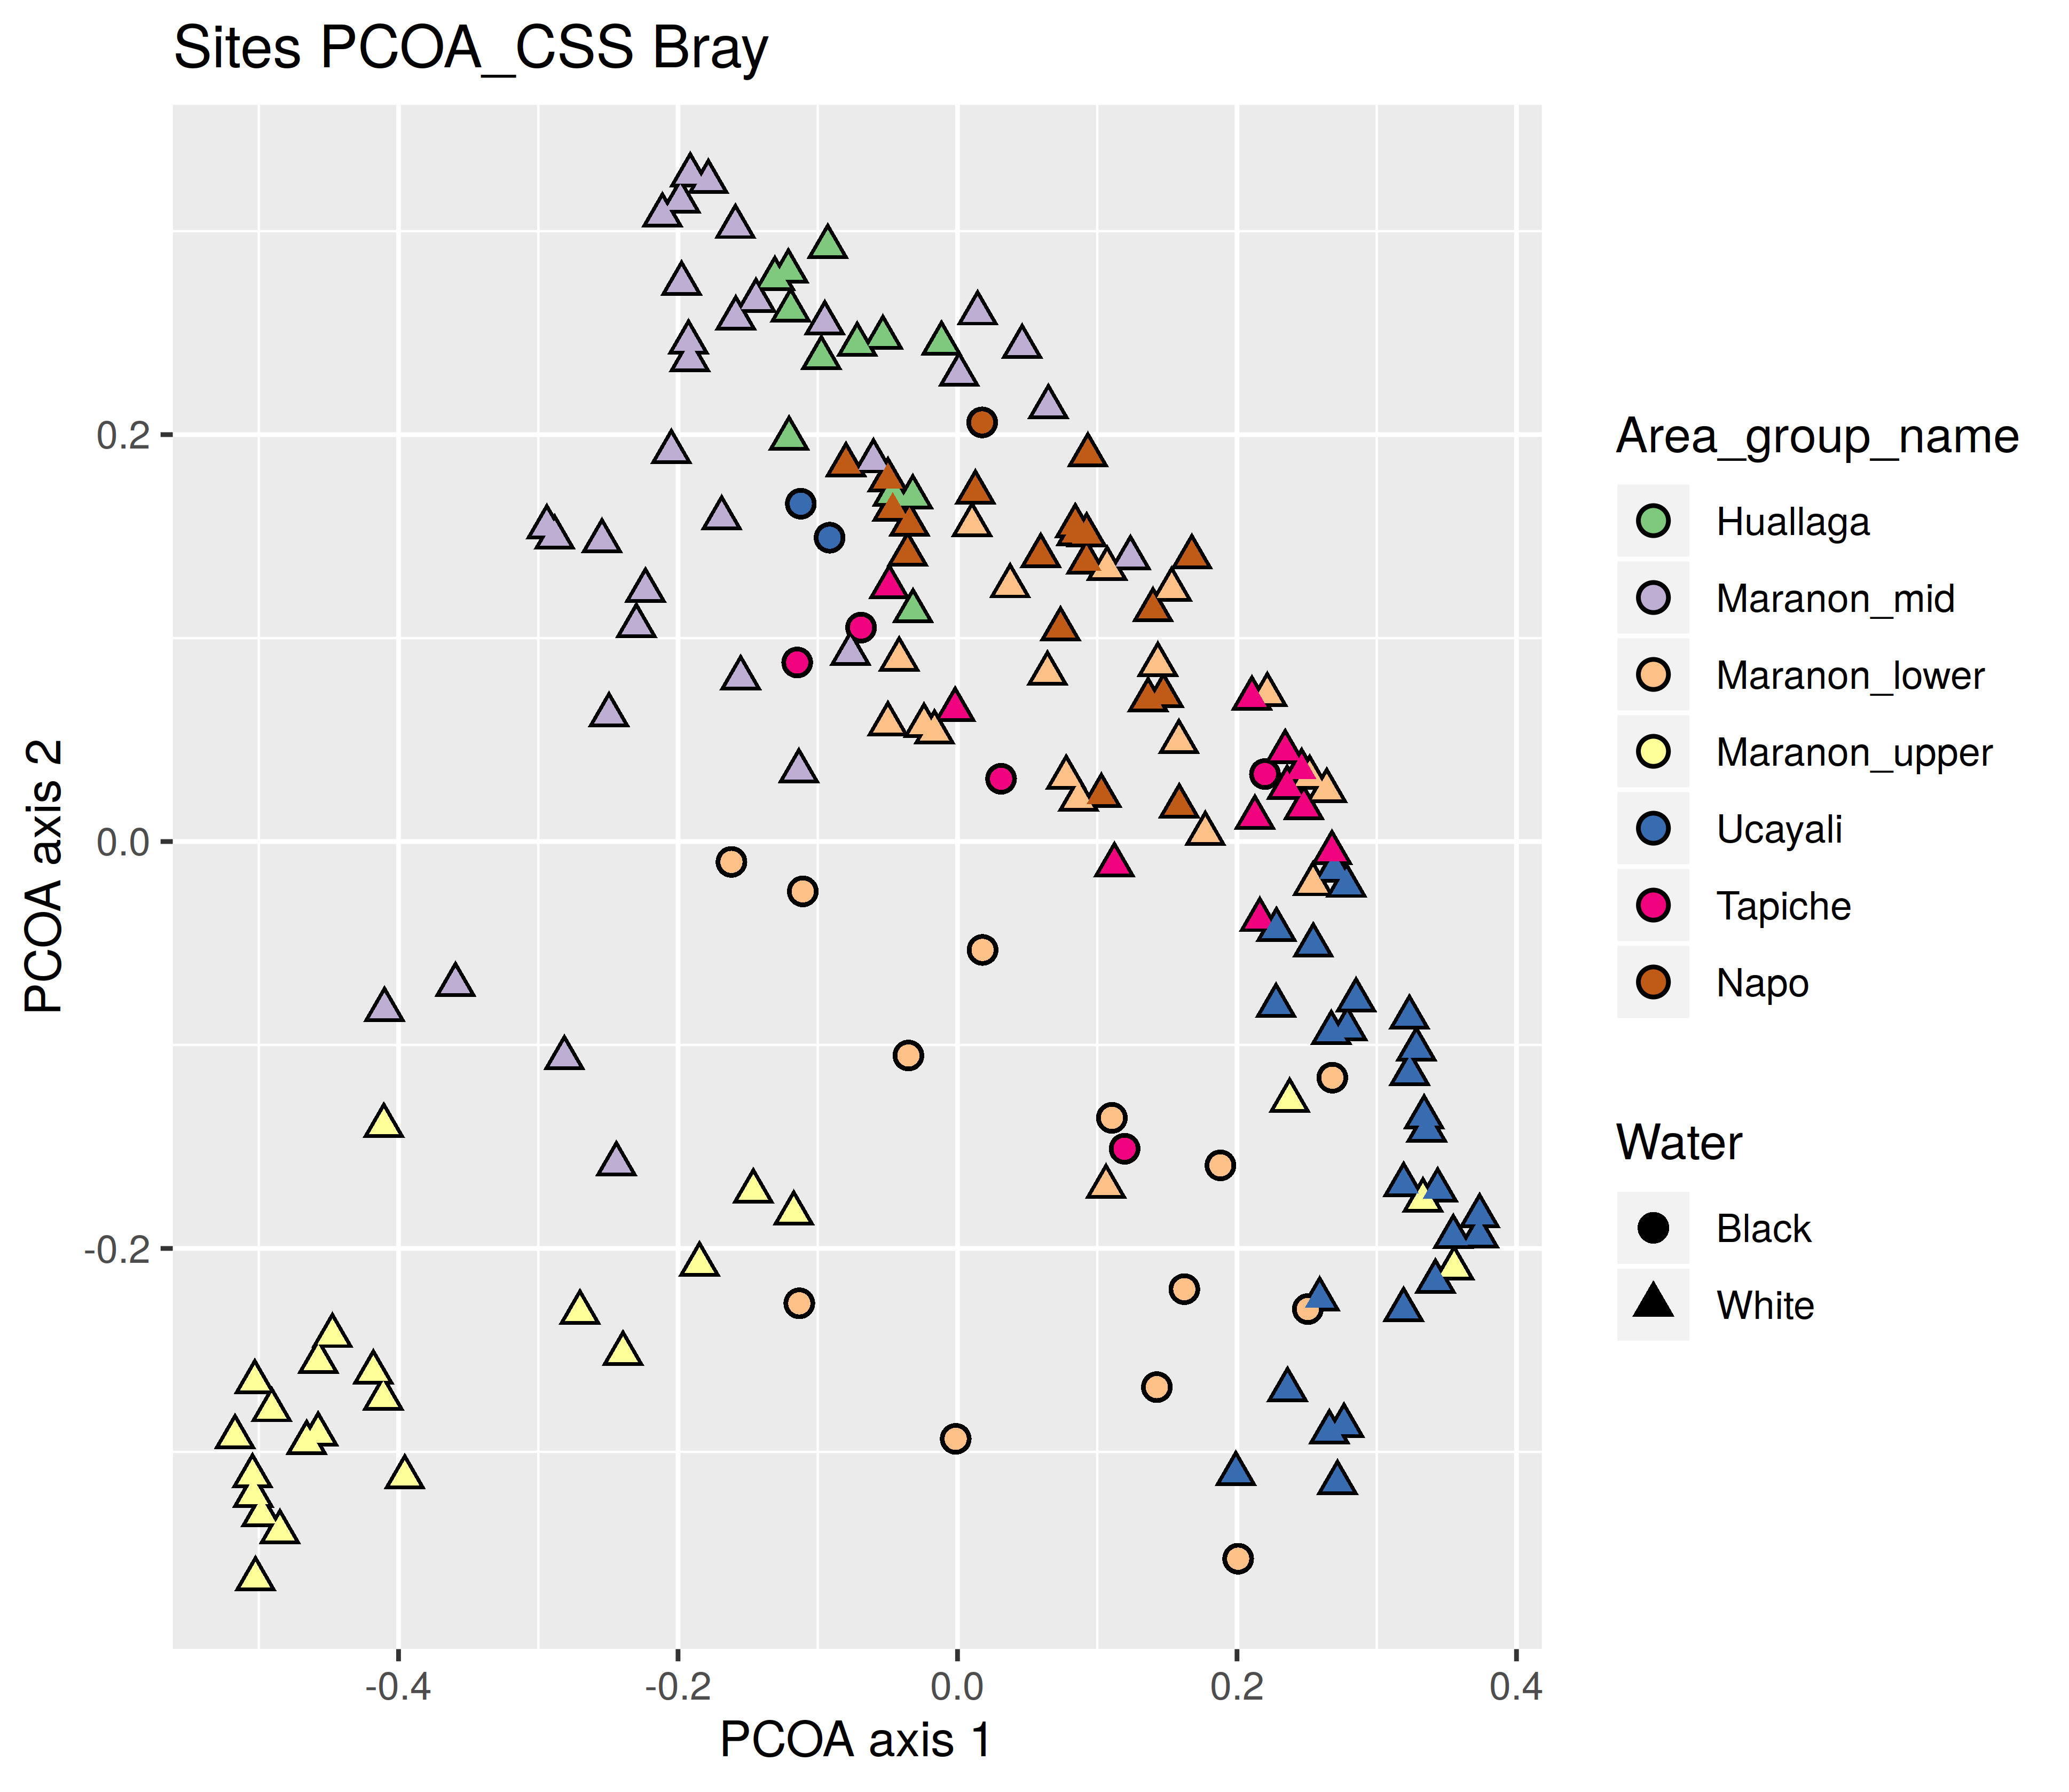 Sites PCOA_CSS Bray
PCOA axis 2
0.2
0.0
-0.2
-0.4
-0.2
0.0
0.2
0.4
PCOA axis 1
Area_group_name
Huallaga
Maranon_mid
Maranon_lower
Maranon_upper
Ucayali
Tapiche
Napo
Water
Black
White